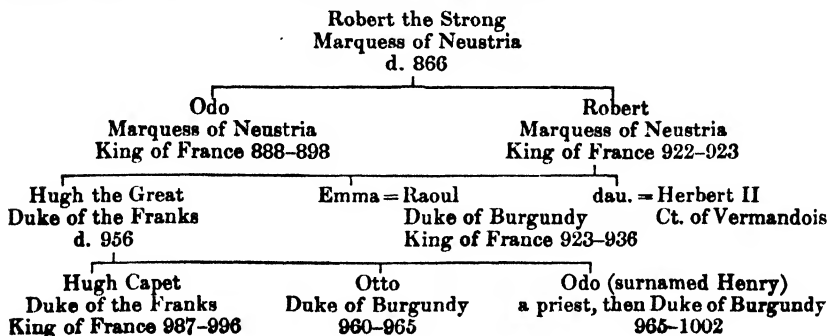 Robert the Strong
Marquess of Neustria
d. 866
Odo Robert
Marquess of Neustria Marquess of Neustria
King of France 888–898 King of France 922–923
Hugh the Great Emma = Raoul dau. = Herbert II
Duke of the Franks Duke of Burgundy Ct. of Vermandois
d. 956 King of France 923–936
Hugh Capet Otto Odo (surnamed Henry)
Duke of the Franks Duke of Burgundy a priest, then Duke of Burgundy
King of France 987–996 960–965 965–1002